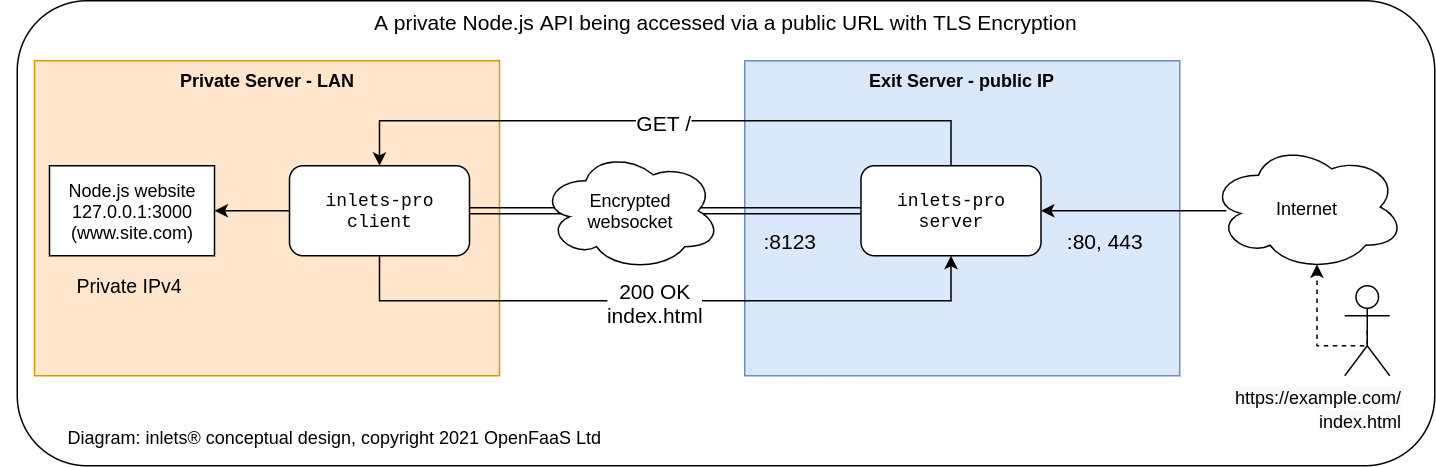 A private Node.js API being accessed via a public URL with TLS Encryption
Private Server - LAN
Exit Server - public IP
GET /
Node.js website
127.0.0.1:3000
(www.site.com)
inlets-pro
client
Encrypted
websocket
inlets-pro
server
Internet
:8123
:80, 443
Private IPv4
200 OK
index.html
https://example.com/
index.html
Diagram: inlets® conceptual design, copyright 2021 OpenFaaS Ltd